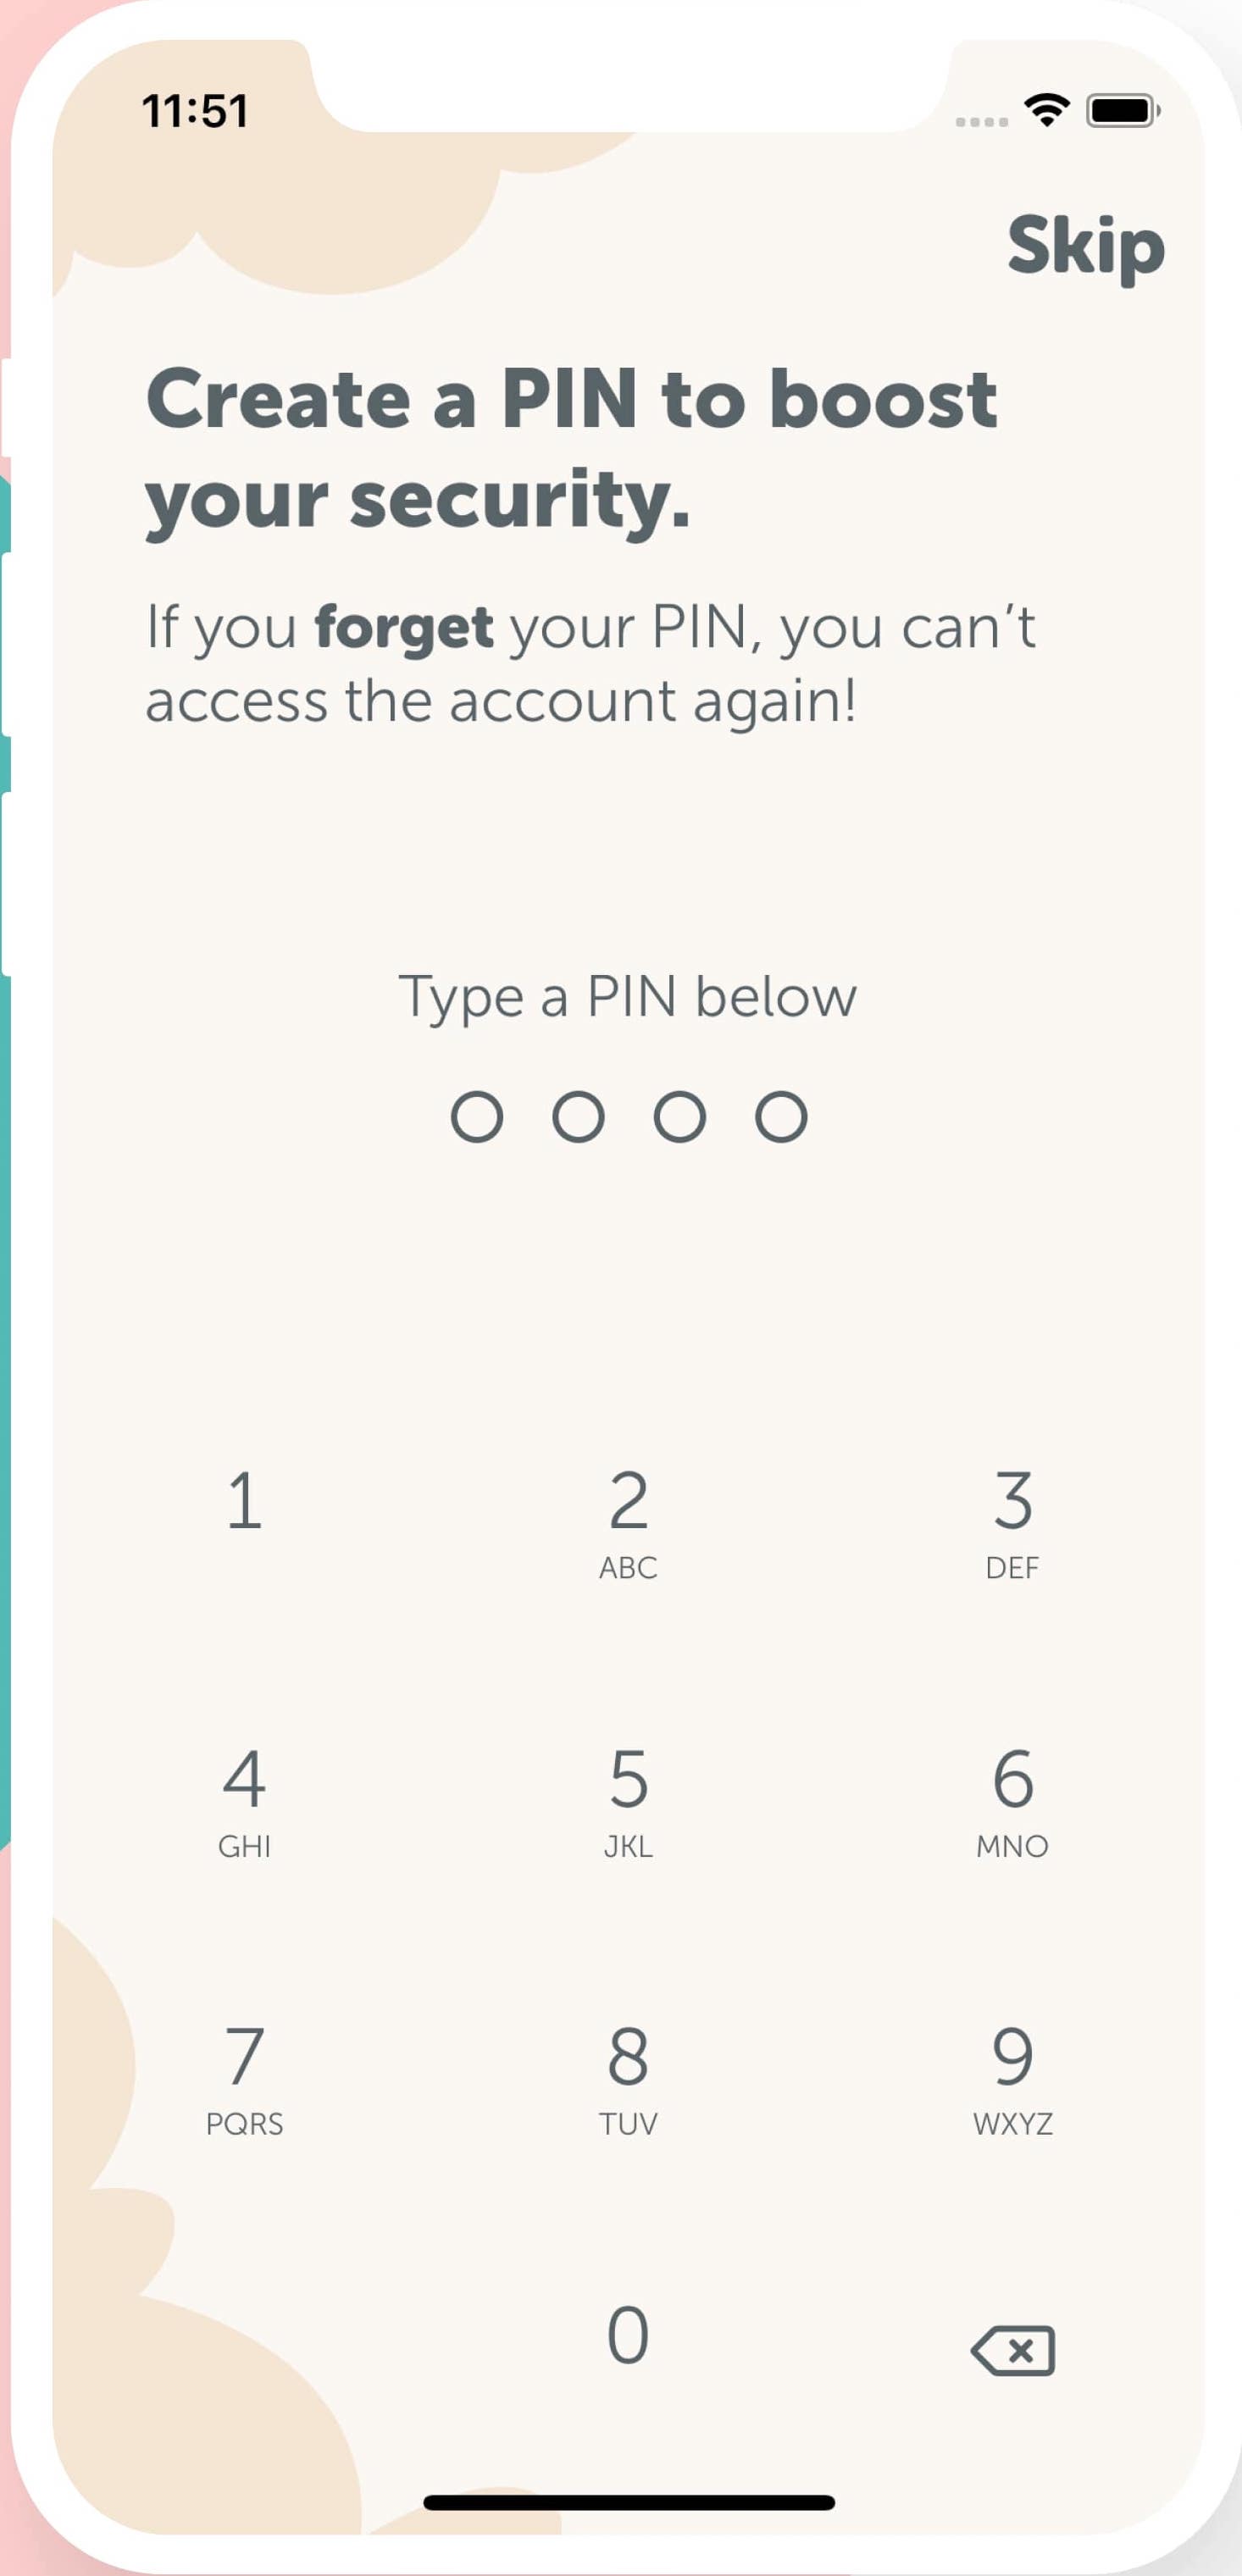 11:51
Skip
Create a PIN to boost
your security.
If you forget your PIN, you can’t
access the account again!
Type a PIN below
1
2
3
ABC
DEF
4
5
6
GHI
JKL
MNO
7
8
9
PQRS
TUV
WXYZ
0